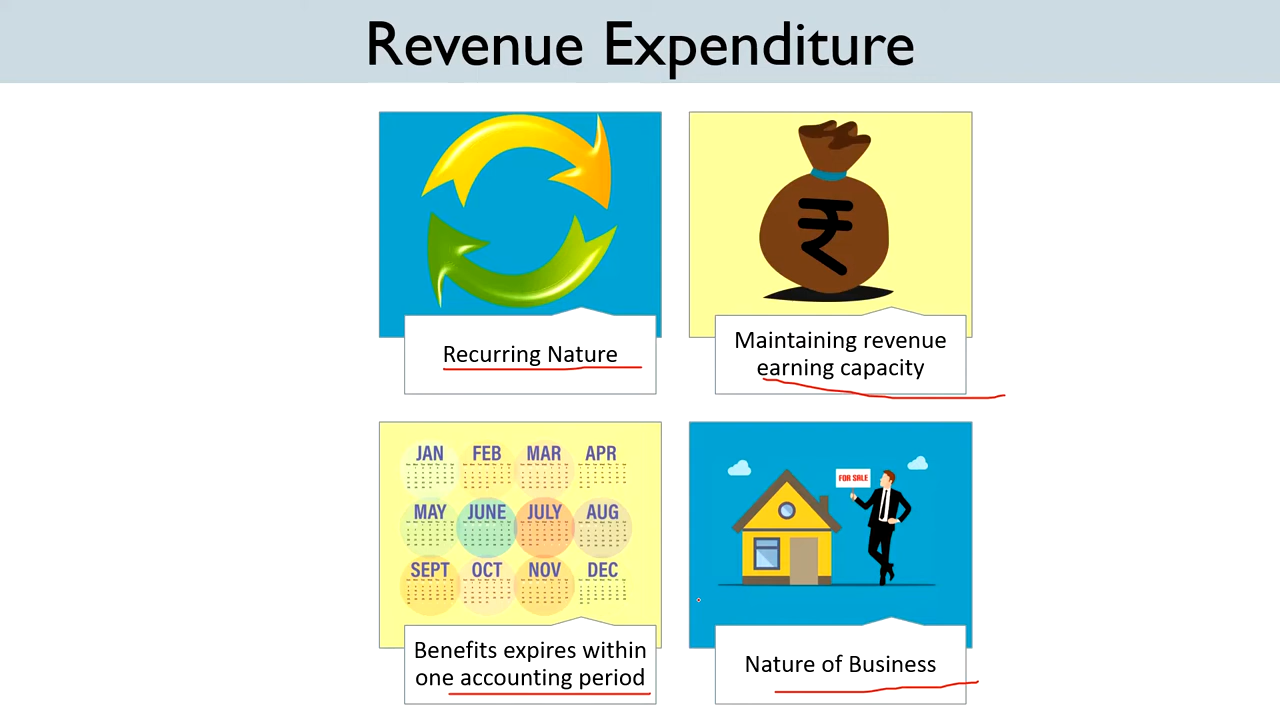 Revenue Expenditure
₹
Recurring Nature
Maintaining revenue
earning capacity
JAN FEB MAR APR
MAY JUNE JULY AUG
SEPT OCT NOV DEC
FOR SALE
Benefits expires within
one accounting period
Nature of Business